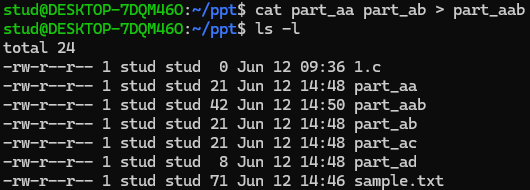 stud@DESKTOP-7DQM46O:~/ppt$ cat part_aa part_ab > part_aab
stud@DESKTOP-7DQM46O:~/ppt$ ls -l
total 24
-rw-r--r-- 1 stud stud  0 Jun 12 09:36 1.c
-rw-r--r-- 1 stud stud 21 Jun 12 14:48 part_aa
-rw-r--r-- 1 stud stud 42 Jun 12 14:50 part_aab
-rw-r--r-- 1 stud stud 21 Jun 12 14:48 part_ab
-rw-r--r-- 1 stud stud 21 Jun 12 14:48 part_ac
-rw-r--r-- 1 stud stud  8 Jun 12 14:48 part_ad
-rw-r--r-- 1 stud stud 71 Jun 12 14:46 sample.txt